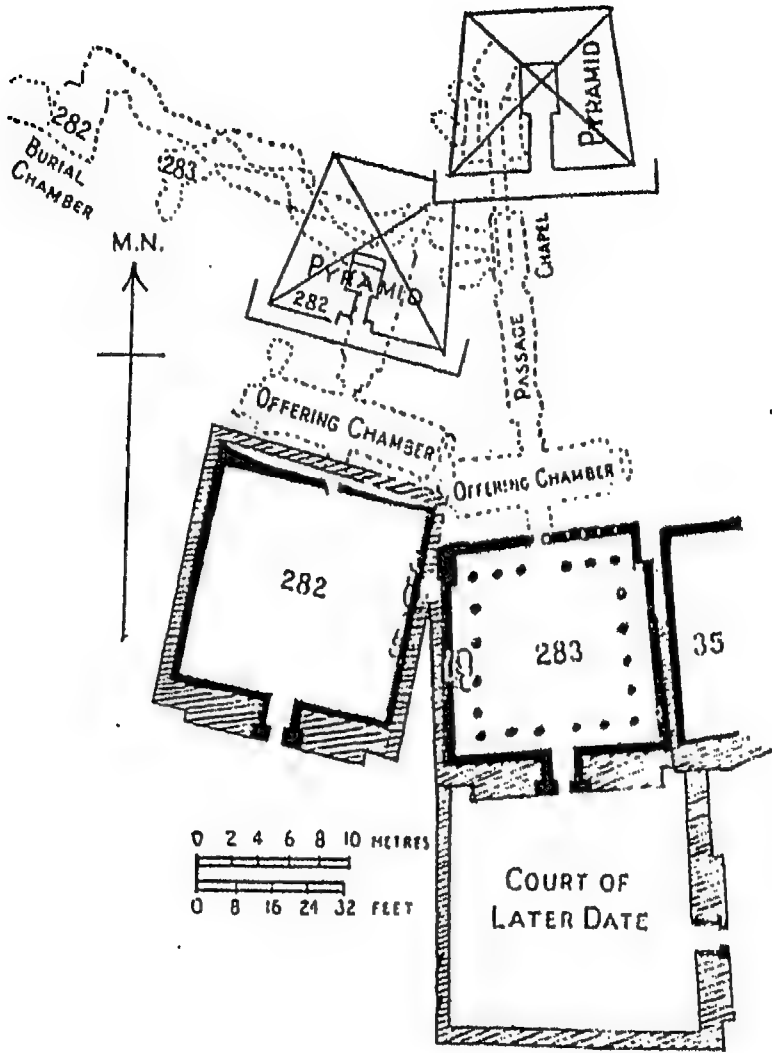 PYRAMID
282
BURIAL
CHAMBER
283
M.N.
PYRAMID
282
CHAPEL
PASSAGE
OFFERING CHAMBER
OFFERING CHAMBER
282
283
35
0 2 4 6 8 10 METRES
0 8 16 24 32 FEET
COURT OF
LATER DATE